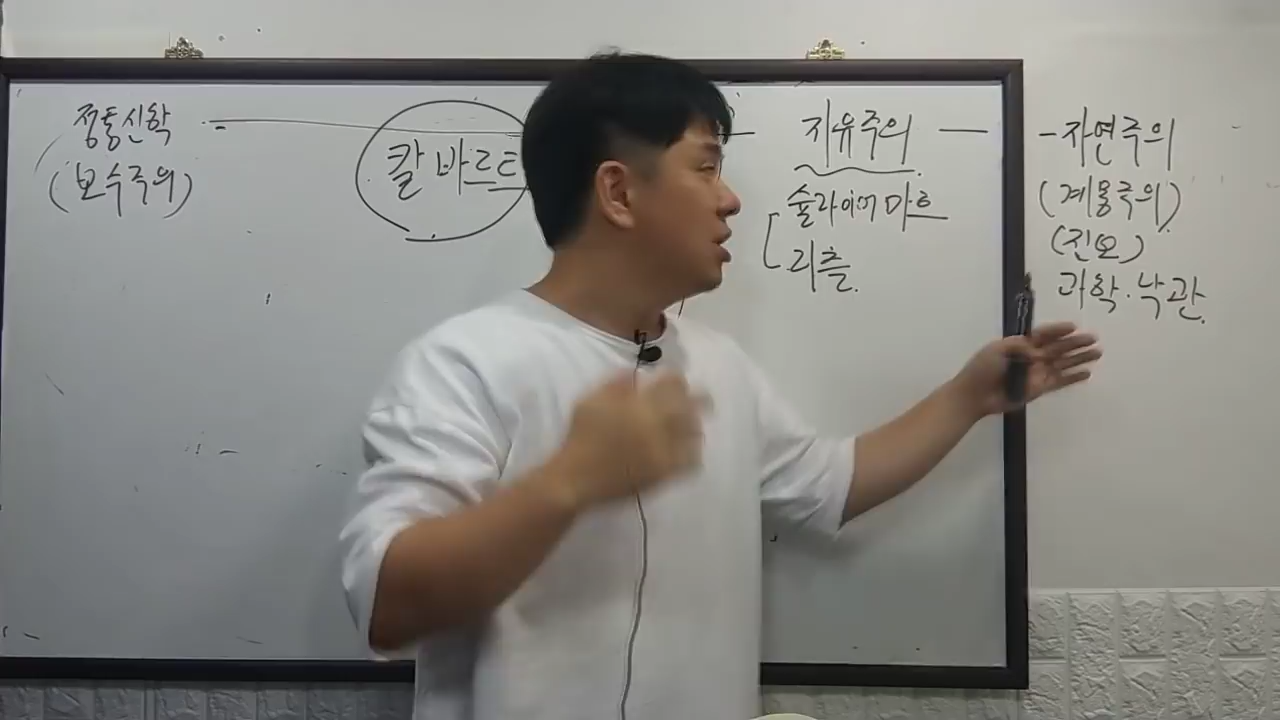 정통신학
(보수주의)
칼 바르트
자유주의
슐라이어마흐
리츨
자연주의
(계몽주의)
(진보)
과학·낙관